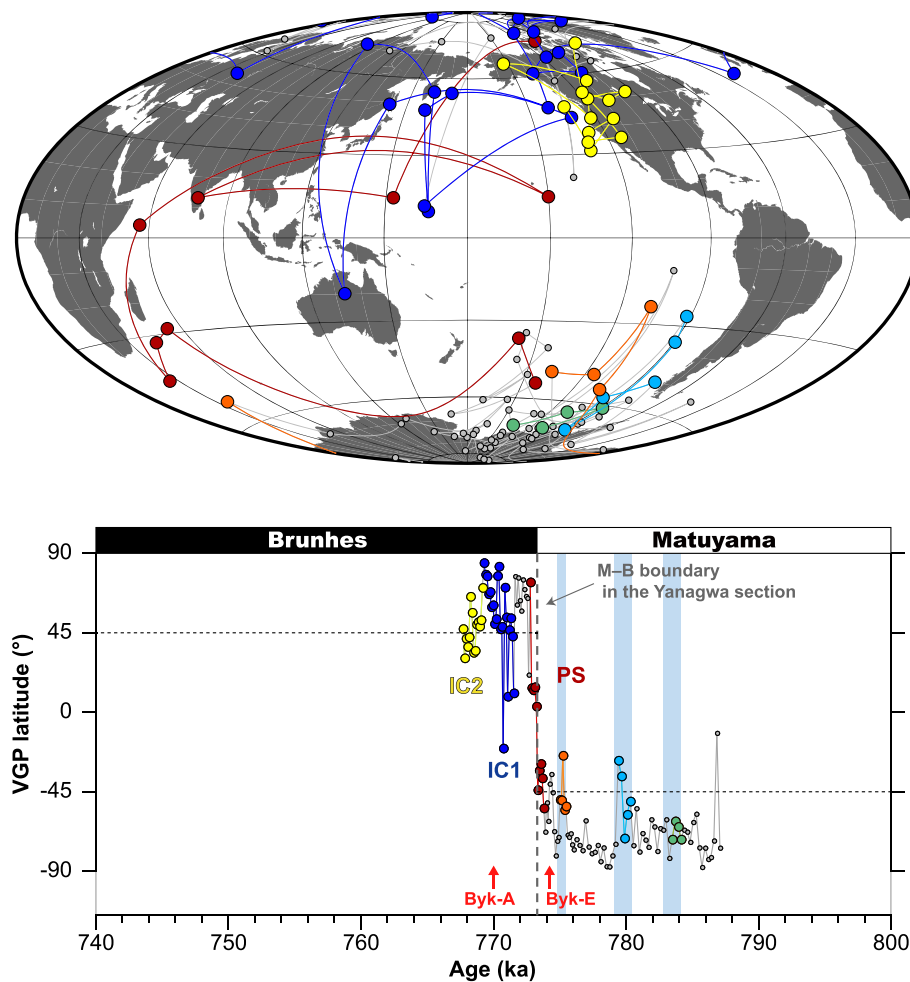 Brunhes Matuyama
90
45
0
-45
-90
VGP latitude (°)
M–B boundary
in the Yanagwa section
PS
IC2
IC1
Byk-A Byk-E
740 750 760 770 780 790 800
Age (ka)